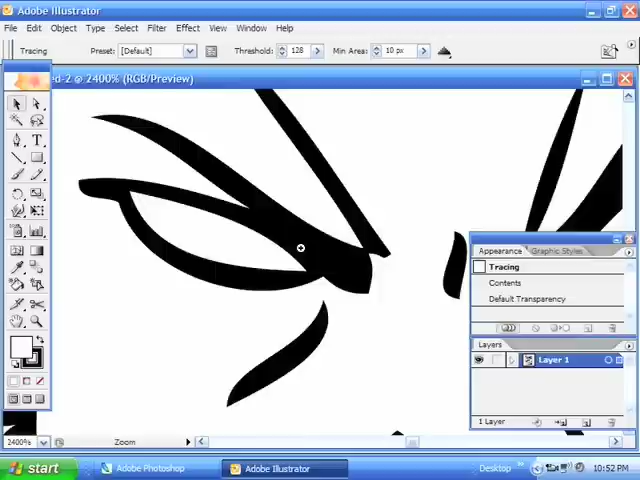 Adobe Illustrator
File Edit Object Type Select Filter Effect View Window Help
Tracing Preset: [Default] Threshold: 128 Min Area: 10 px
ed-2 @ 2400% (RGB/Preview)
Appearance Graphic Styles
Tracing
Contents
Default Transparency
Layers
Layer 1
1 Layer
2400% Zoom
start Adobe Photoshop Adobe Illustrator Desktop 10:52 PM